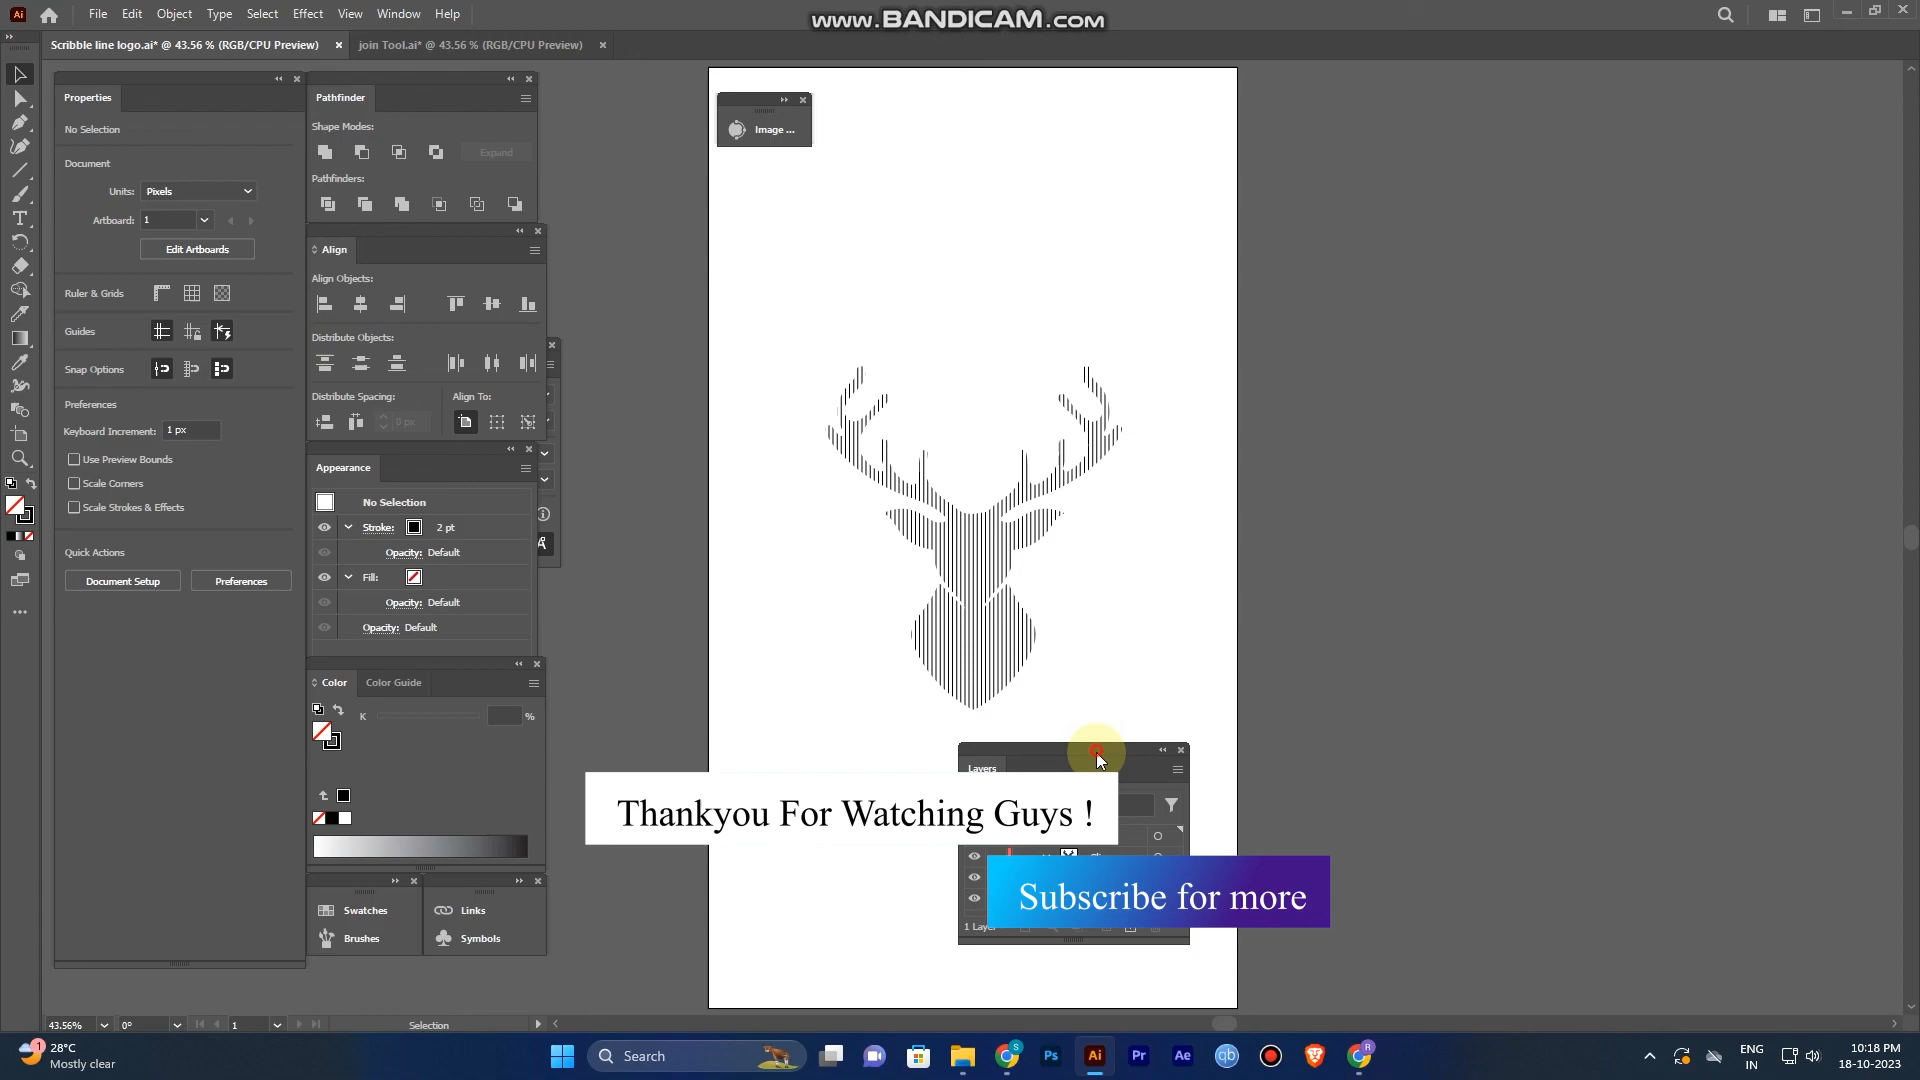 File Edit Object Type Select Effect View Window Help
www.BANDICAM.com
Scribble line logo.ai* @ 43.56 % (RGB/CPU Preview)
join Tool.ai* @ 43.56 % (RGB/CPU Preview)
Properties
No Selection
Document
Units: Pixels
Artboard: 1
Edit Artboards
Ruler & Grids
Guides
Snap Options
Preferences
Keyboard Increment: 1 px
Use Preview Bounds
Scale Corners
Scale Strokes & Effects
Quick Actions
Document Setup Preferences
Pathfinder
Shape Modes:
Expand
Pathfinders:
Align
Align Objects:
Distribute Objects:
Distribute Spacing: Align To:
0 px
Appearance
No Selection
Stroke: 2 pt
Opacity: Default
Fill:
Opacity: Default
Opacity: Default
Color Color Guide
K %
Swatches
Brushes
Links
Symbols
Image ...
Layers
Thankyou For Watching Guys !
Subscribe for more
1 Layer
43.56% 0° 1 Selection
28°C
Mostly clear
Search
ENG
IN
10:18 PM
18-10-2023